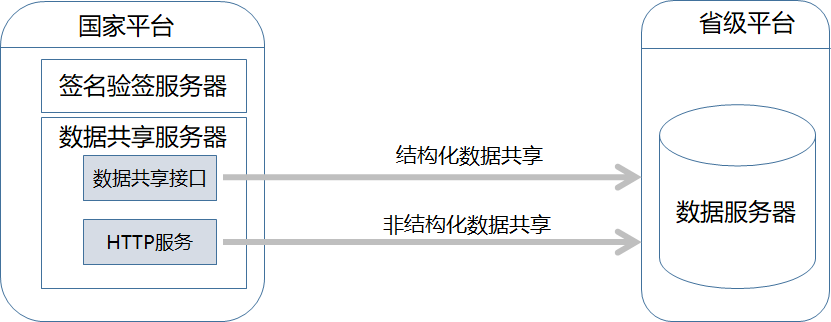 国家平台
签名验签服务器
数据共享服务器
数据共享接口
HTTP服务
结构化数据共享
非结构化数据共享
省级平台
数据服务器